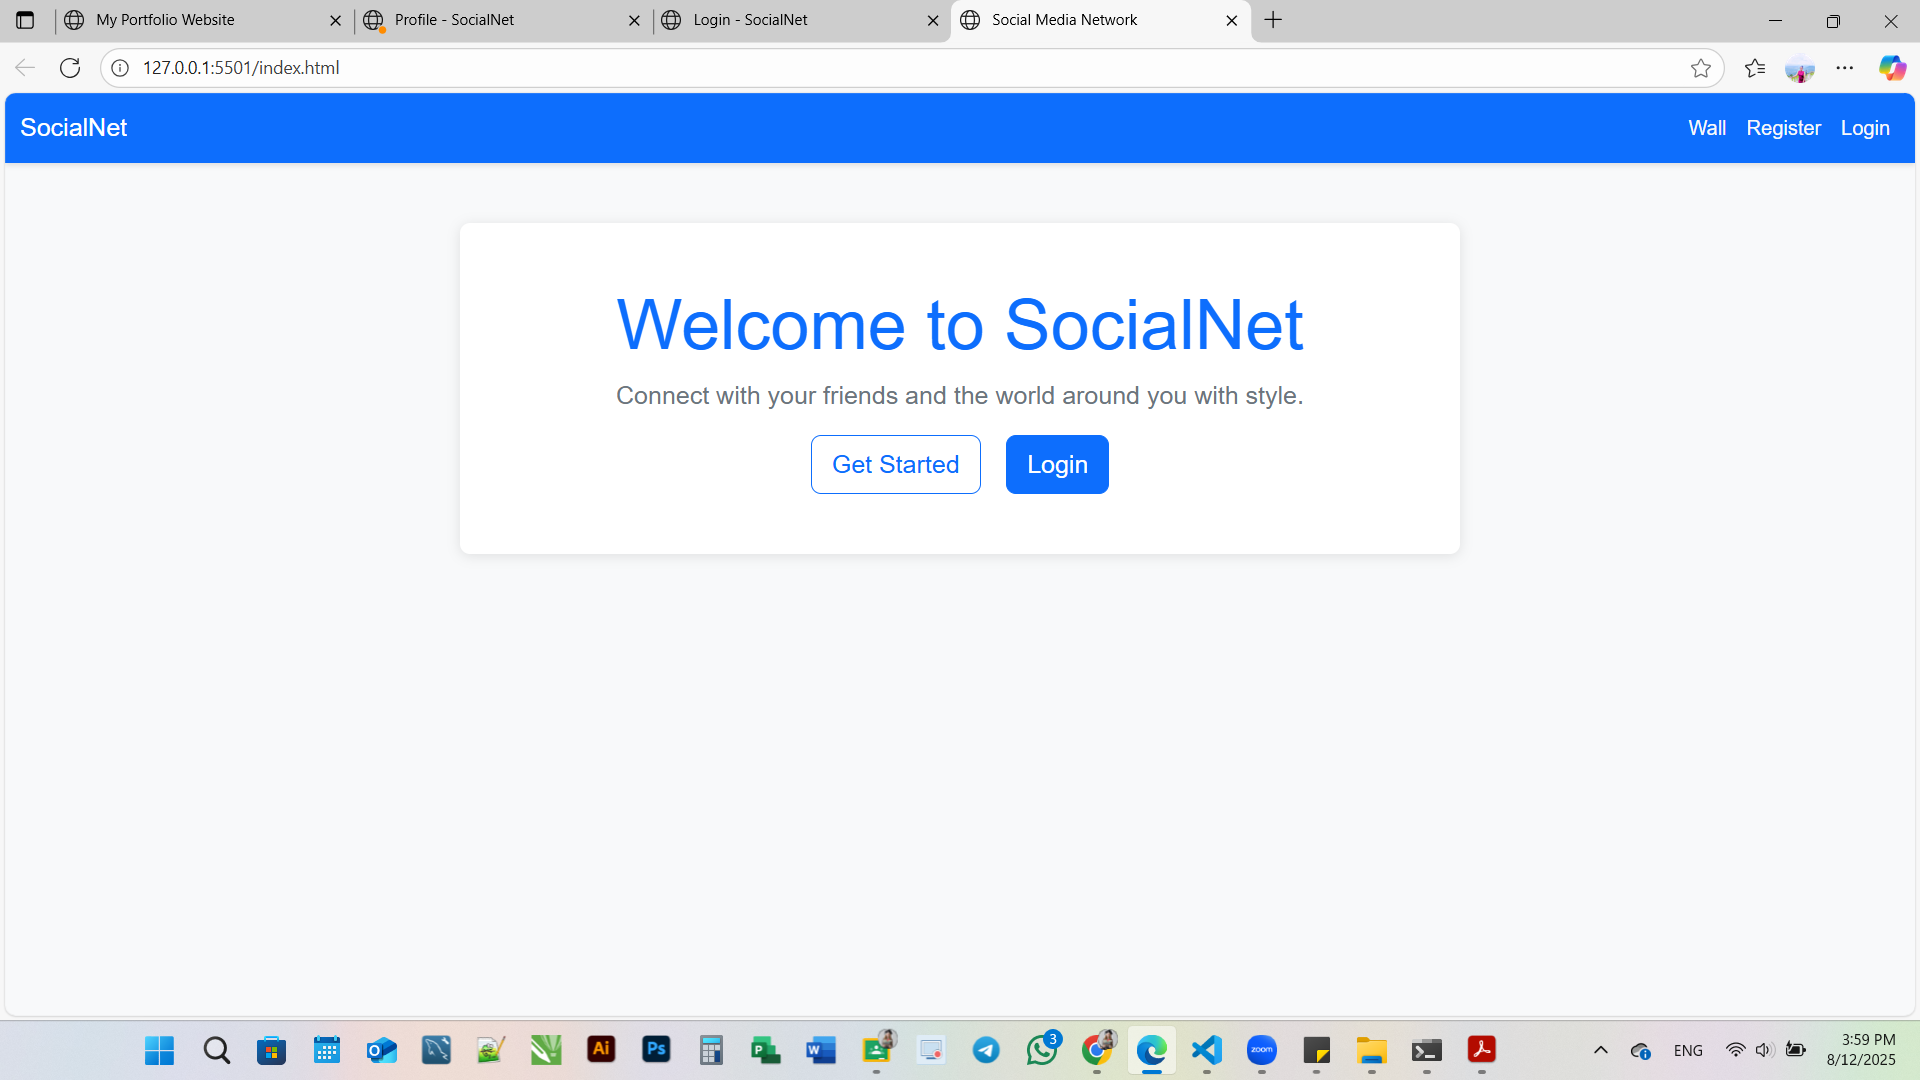 My Portfolio Website
Profile - SocialNet
Login - SocialNet
Social Media Network
127.0.0.1:5501/index.html
SocialNet
Wall
Register
Login
Welcome to SocialNet
Connect with your friends and the world around you with style.
Get Started
Login
Ai
Ps
3
zoom
ENG
3:59 PM
8/12/2025